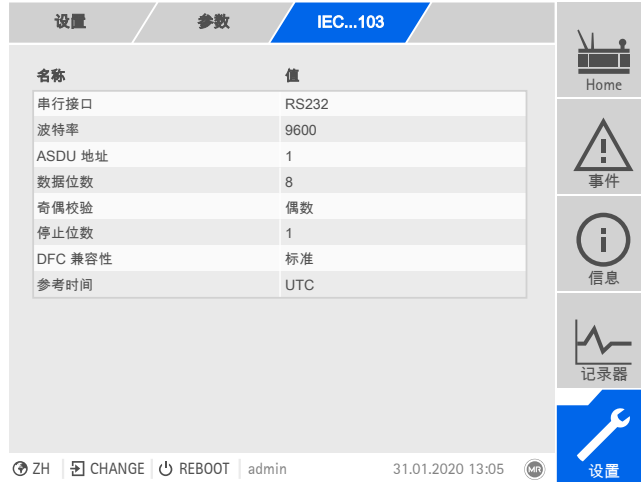 设置 参数 IEC...103
名称 值
串行接口 RS232
波特率 9600
ASDU 地址 1
数据位数 8
奇偶校验 偶数
停止位数 1
DFC 兼容性 标准
参考时间 UTC
Home
事件
信息
记录器
设置
ZH CHANGE REBOOT admin 31.01.2020 13:05 MR